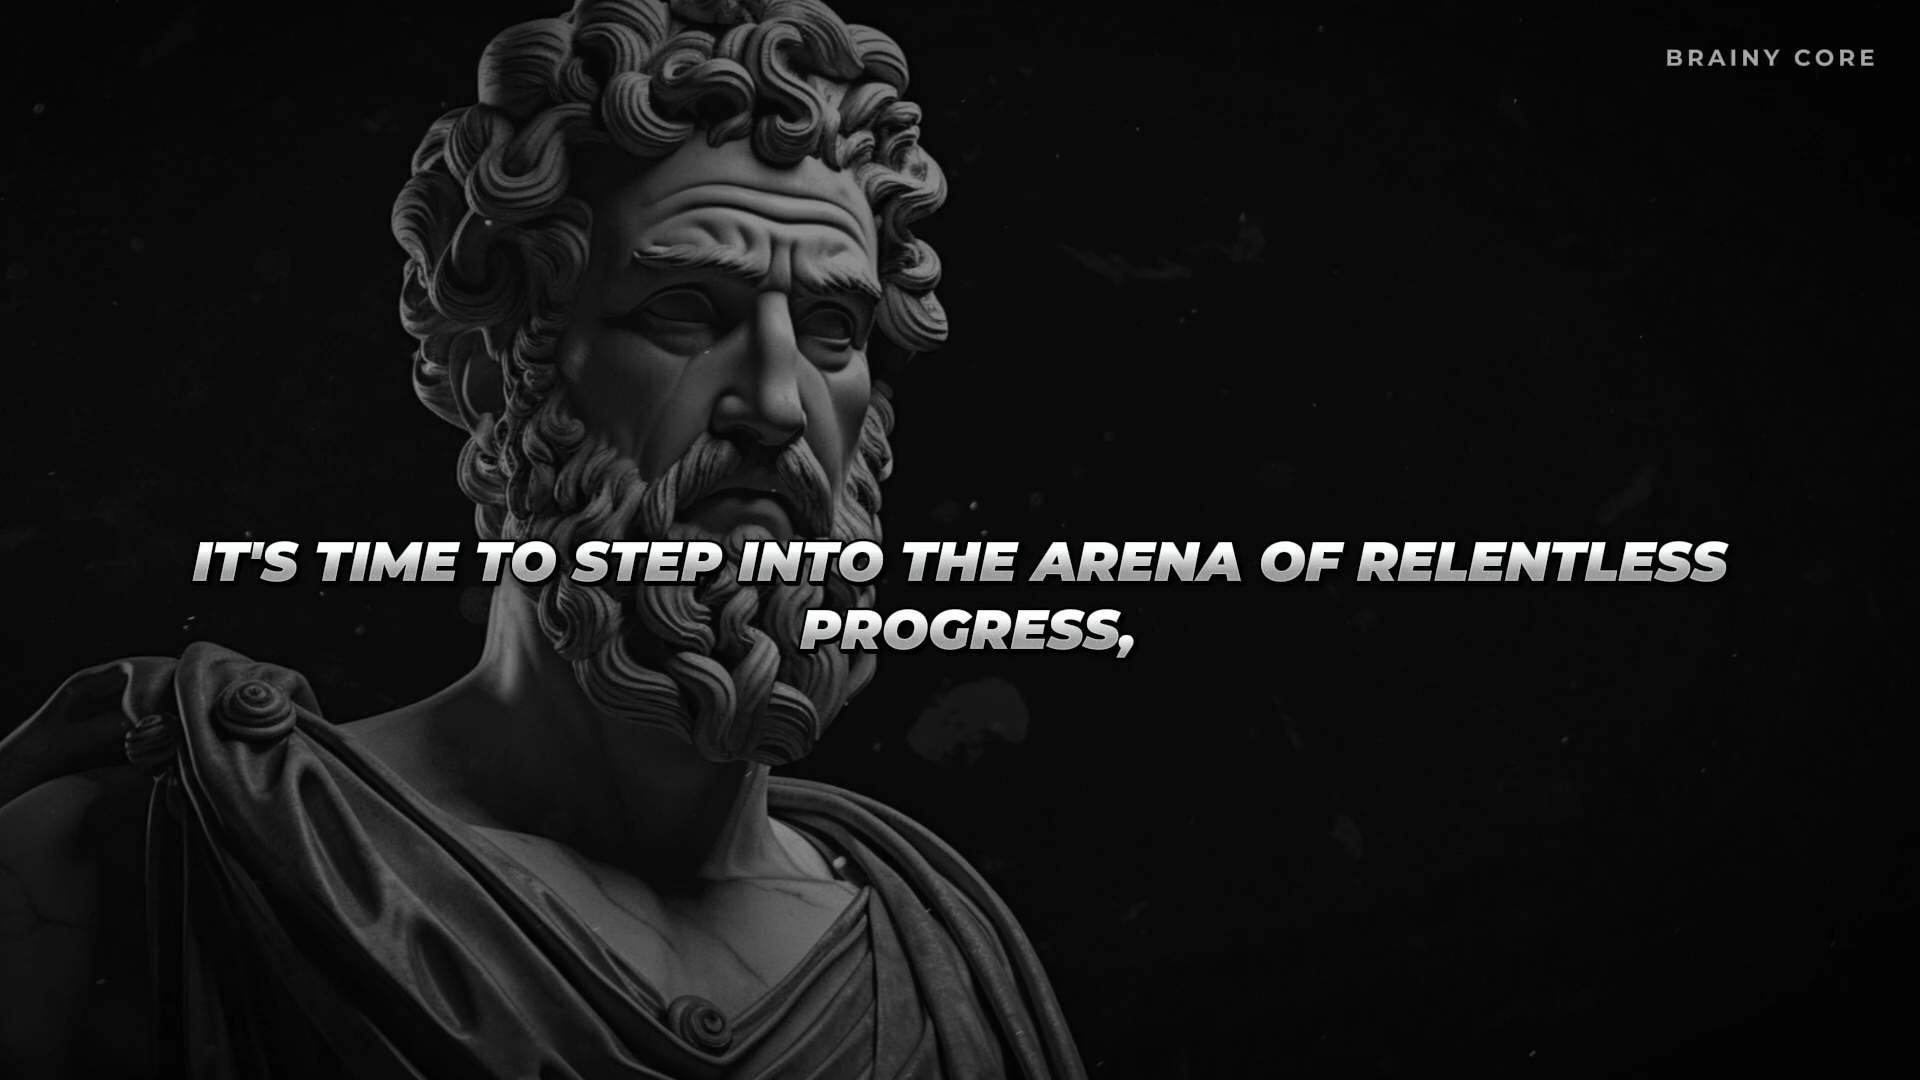 BRAINY CORE
IT'S TIME TO STEP INTO THE ARENA OF RELENTLESS
PROGRESS,